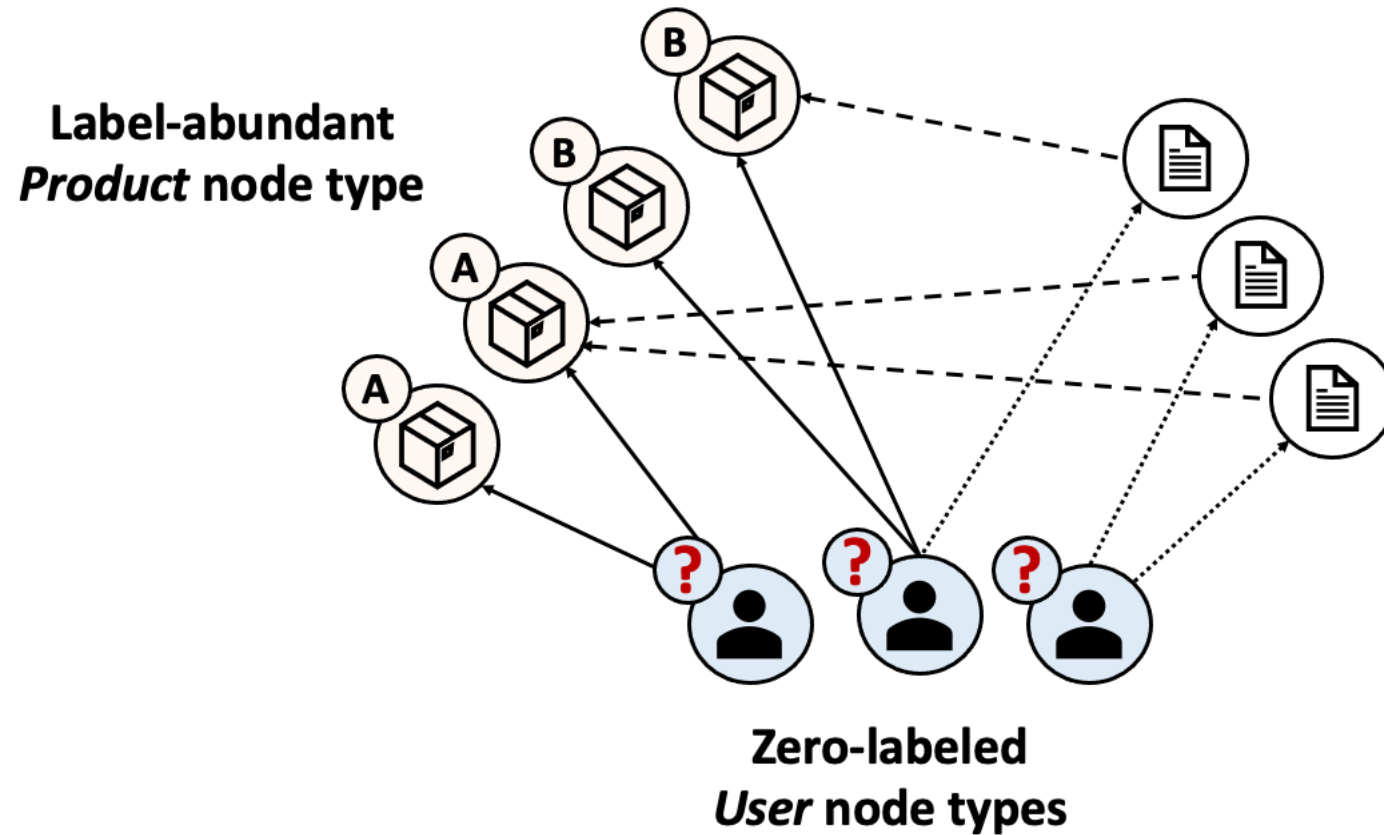 B
Label-abundant
Product node type
B
A
A
? ? ?
Zero-labeled
User node types